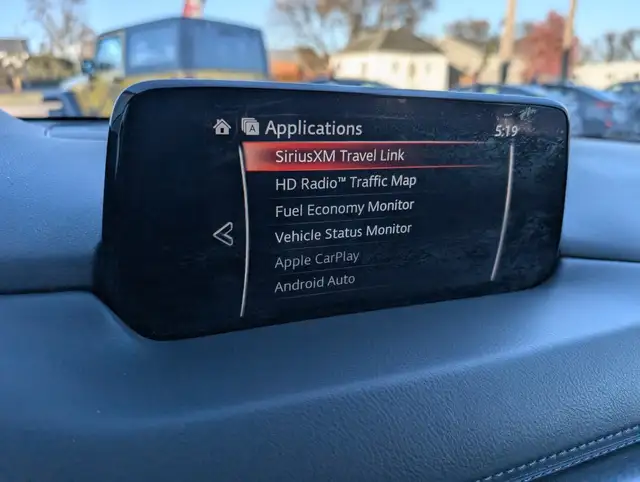 A Applications
5:19
SiriusXM Travel Link
HD Radio™ Traffic Map
Fuel Economy Monitor
Vehicle Status Monitor
Apple CarPlay
Android Auto